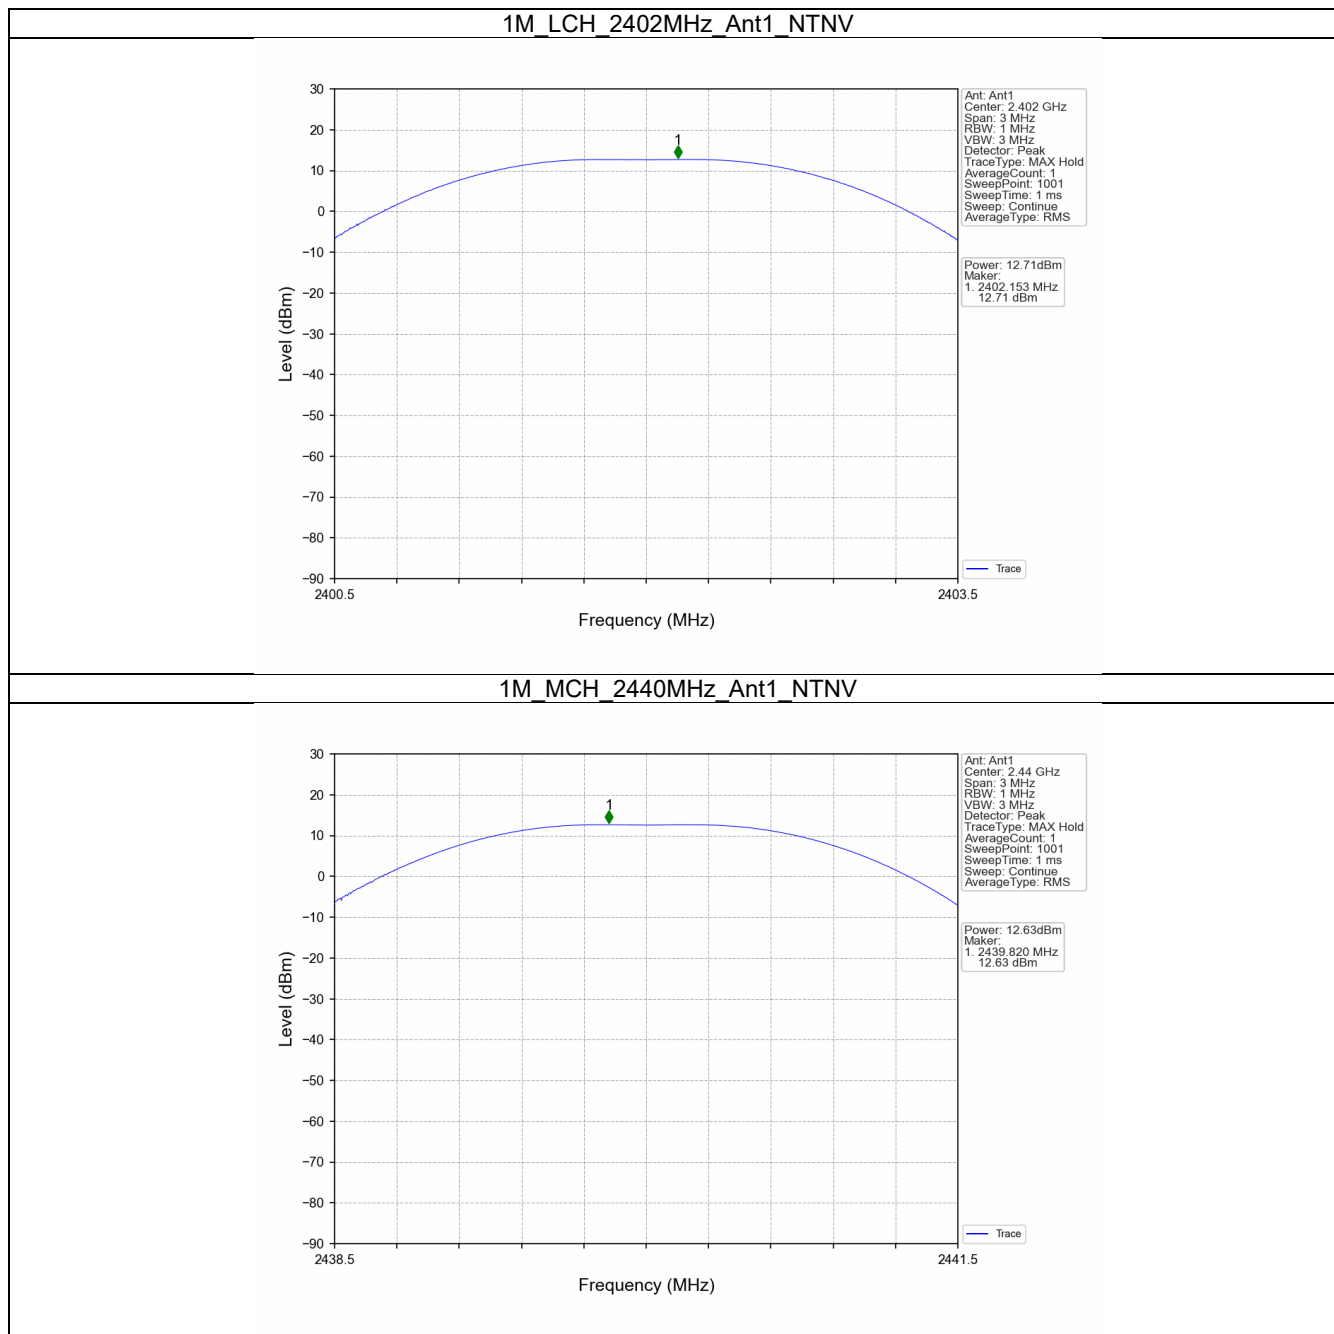 1M_LCH_2402MHz_Ant1_NTNV
30
20
10
0
−10
−20
−30
−40
−50
−60
−70
−80
−90
Level (dBm)
1
2400.5
2403.5
Frequency (MHz)
Ant: Ant1
Center: 2.402 GHz
Span: 3 MHz
RBW: 1 MHz
VBW: 3 MHz
Detector: Peak
TraceType: MAX Hold
AverageCount: 1
SweepPoint: 1001
SweepTime: 1 ms
Sweep: Continue
AverageType: RMS
Power: 12.71dBm
Maker:
1. 2402.153 MHz
12.71 dBm
Trace
1M_MCH_2440MHz_Ant1_NTNV
30
20
10
0
−10
−20
−30
−40
−50
−60
−70
−80
−90
Level (dBm)
1
2438.5
2441.5
Frequency (MHz)
Ant: Ant1
Center: 2.44 GHz
Span: 3 MHz
RBW: 1 MHz
VBW: 3 MHz
Detector: Peak
TraceType: MAX Hold
AverageCount: 1
SweepPoint: 1001
SweepTime: 1 ms
Sweep: Continue
AverageType: RMS
Power: 12.63dBm
Maker:
1. 2439.820 MHz
12.63 dBm
Trace